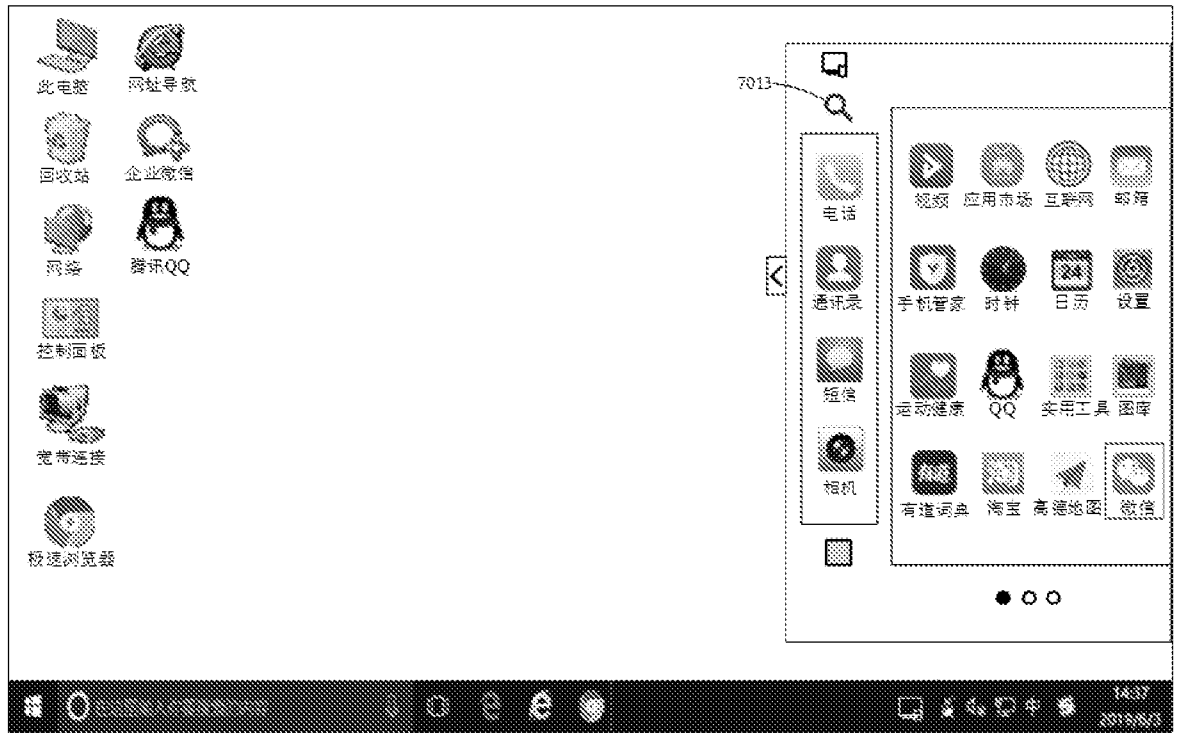 此电脑
网址导航
回收站
企业微信
网络
腾讯QQ
控制面板
宽带连接
极速浏览器
7013
电话
通讯录
短信
相机
视频 应用市场 互联网 邮箱
手机管家 时钟 日历 设置
24
运动健康 QQ 实用工具 图库
有道词典 淘宝 高德地图 微信
中
14:37
2019/6/3